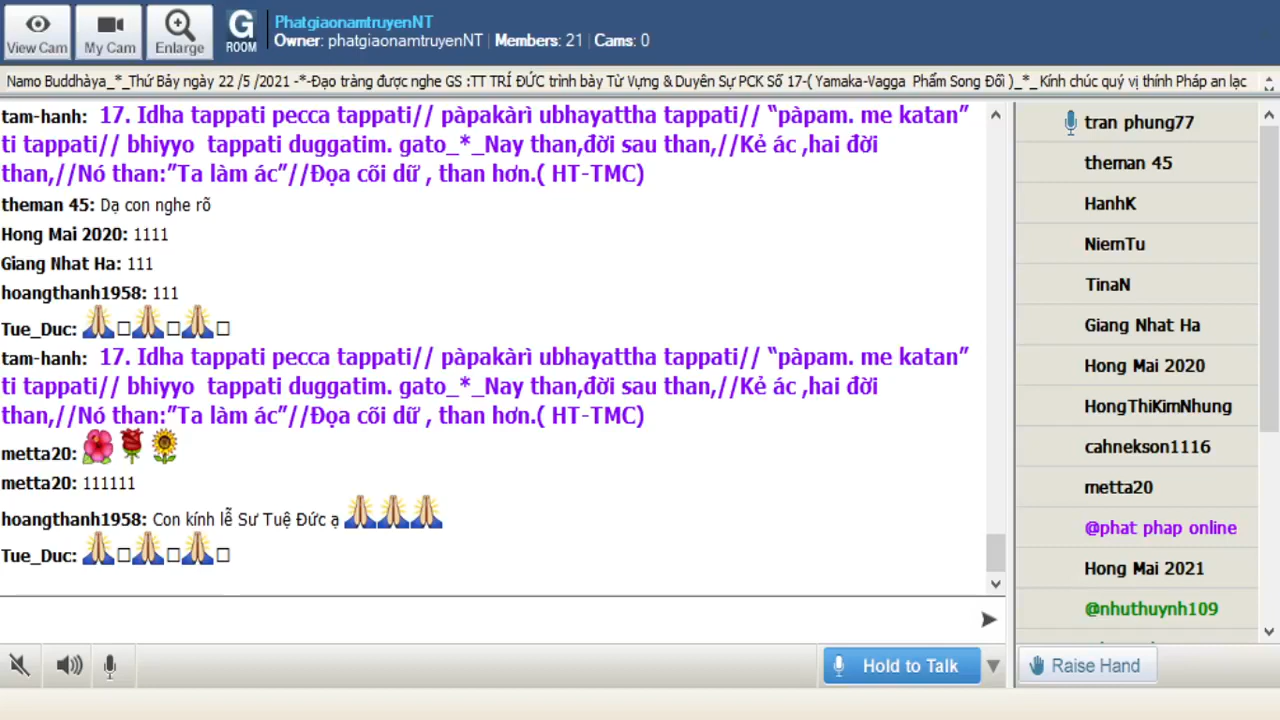 View Cam
My Cam
Enlarge
G
ROOM
PhatgiaonamtruyenNT
Owner: phatgiaonamtruyenNT | Members: 21 | Cams: 0
Namo Buddhàya_*_Thứ Bảy ngày 22 /5 /2021 -*-Đạo tràng được nghe GS :TT TRÍ ĐỨC trình bày Từ Vựng & Duyên Sự PCK Số 17-( Yamaka-Vagga Phẩm Song Đối )_*_ Kính chúc quý vị thính Pháp an lạc
tam-hanh: 17. Idha tappati pecca tappati// pàpakàrì ubhayattha tappati// “pàpam. me katan”
ti tappati// bhiyyo tappati duggatim. gato_*_Nay than,đời sau than,//Kẻ ác ,hai đời
than,//Nó than:”Ta làm ác”//Đọa cõi dữ , than hơn.( HT-TMC)
theman 45: Dạ con nghe rõ
Hong Mai 2020: 1111
Giang Nhat Ha: 111
hoangthanh1958: 111
Tue_Duc:
tam-hanh: 17. Idha tappati pecca tappati// pàpakàrì ubhayattha tappati// “pàpam. me katan”
ti tappati// bhiyyo tappati duggatim. gato_*_Nay than,đời sau than,//Kẻ ác ,hai đời
than,//Nó than:”Ta làm ác”//Đọa cõi dữ , than hơn.( HT-TMC)
metta20:
metta20: 111111
hoangthanh1958: Con kính lễ Sư Tuệ Đức ạ
Tue_Duc:
Hold to Talk
tran phung77
theman 45
HanhK
NiemTu
TinaN
Giang Nhat Ha
Hong Mai 2020
HongThiKimNhung
cahnekson1116
metta20
@phat phap online
Hong Mai 2021
@nhuthuynh109
Raise Hand